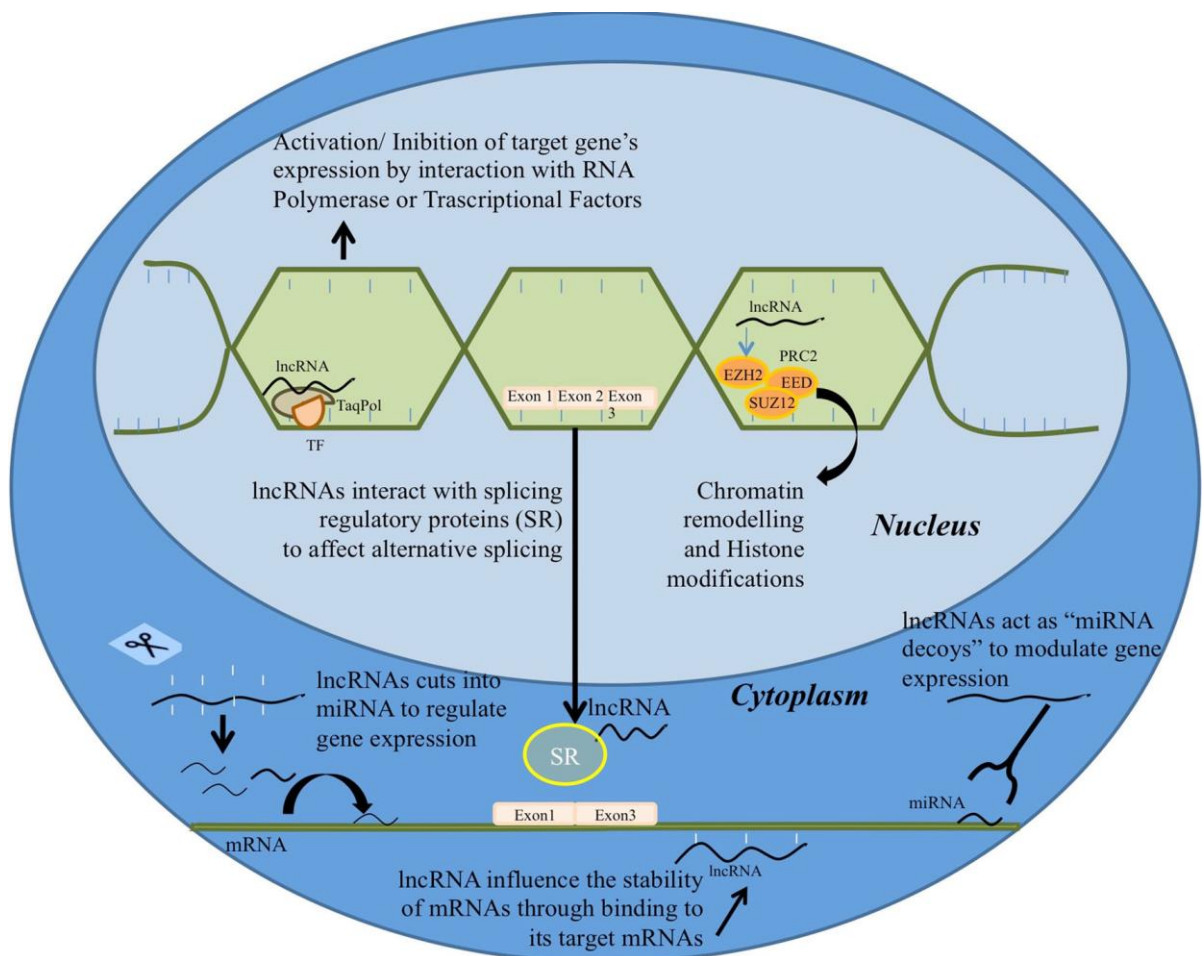 Activation/ Inibition of target gene's
expression by interaction with RNA
Polymerase or Trascriptional Factors
lncRNA
TaqPol
TF
Exon 1
Exon 2
Exon
3
lncRNA
PRC2
EZH2
EED
SUZ12
lncRNAs interact with splicing
regulatory proteins (SR)
to affect alternative splicing
Chromatin
remodelling
and Histone
modifications
Nucleus
lncRNAs cuts into
miRNA to regulate
gene expression
Cytoplasm
lncRNAs act as “miRNA
decoys” to modulate gene
expression
lncRNA
SR
miRNA
mRNA
Exon1
Exon3
lncRNA
lncRNA influence the stability
of mRNAs through binding to
its target mRNAs